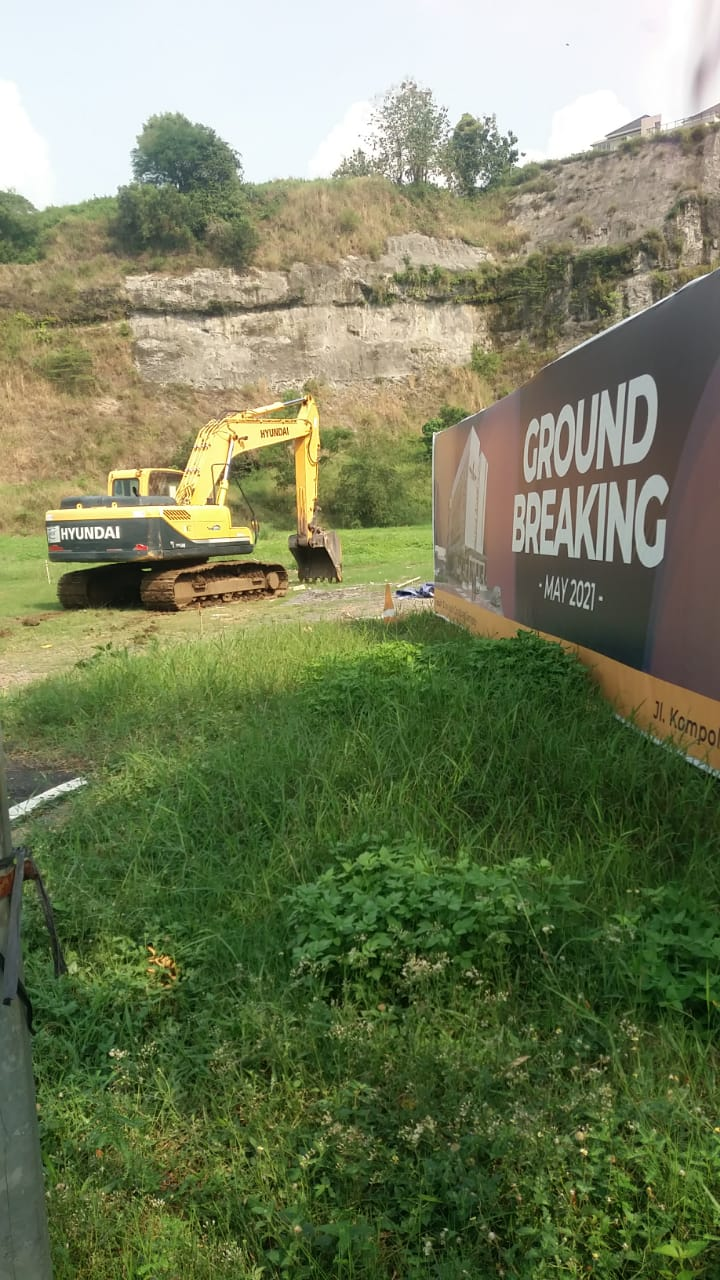 HYUNDAI
HYUNDAI
GROUND
BREAKING
- MAY 2021 -
Jl. Kompol